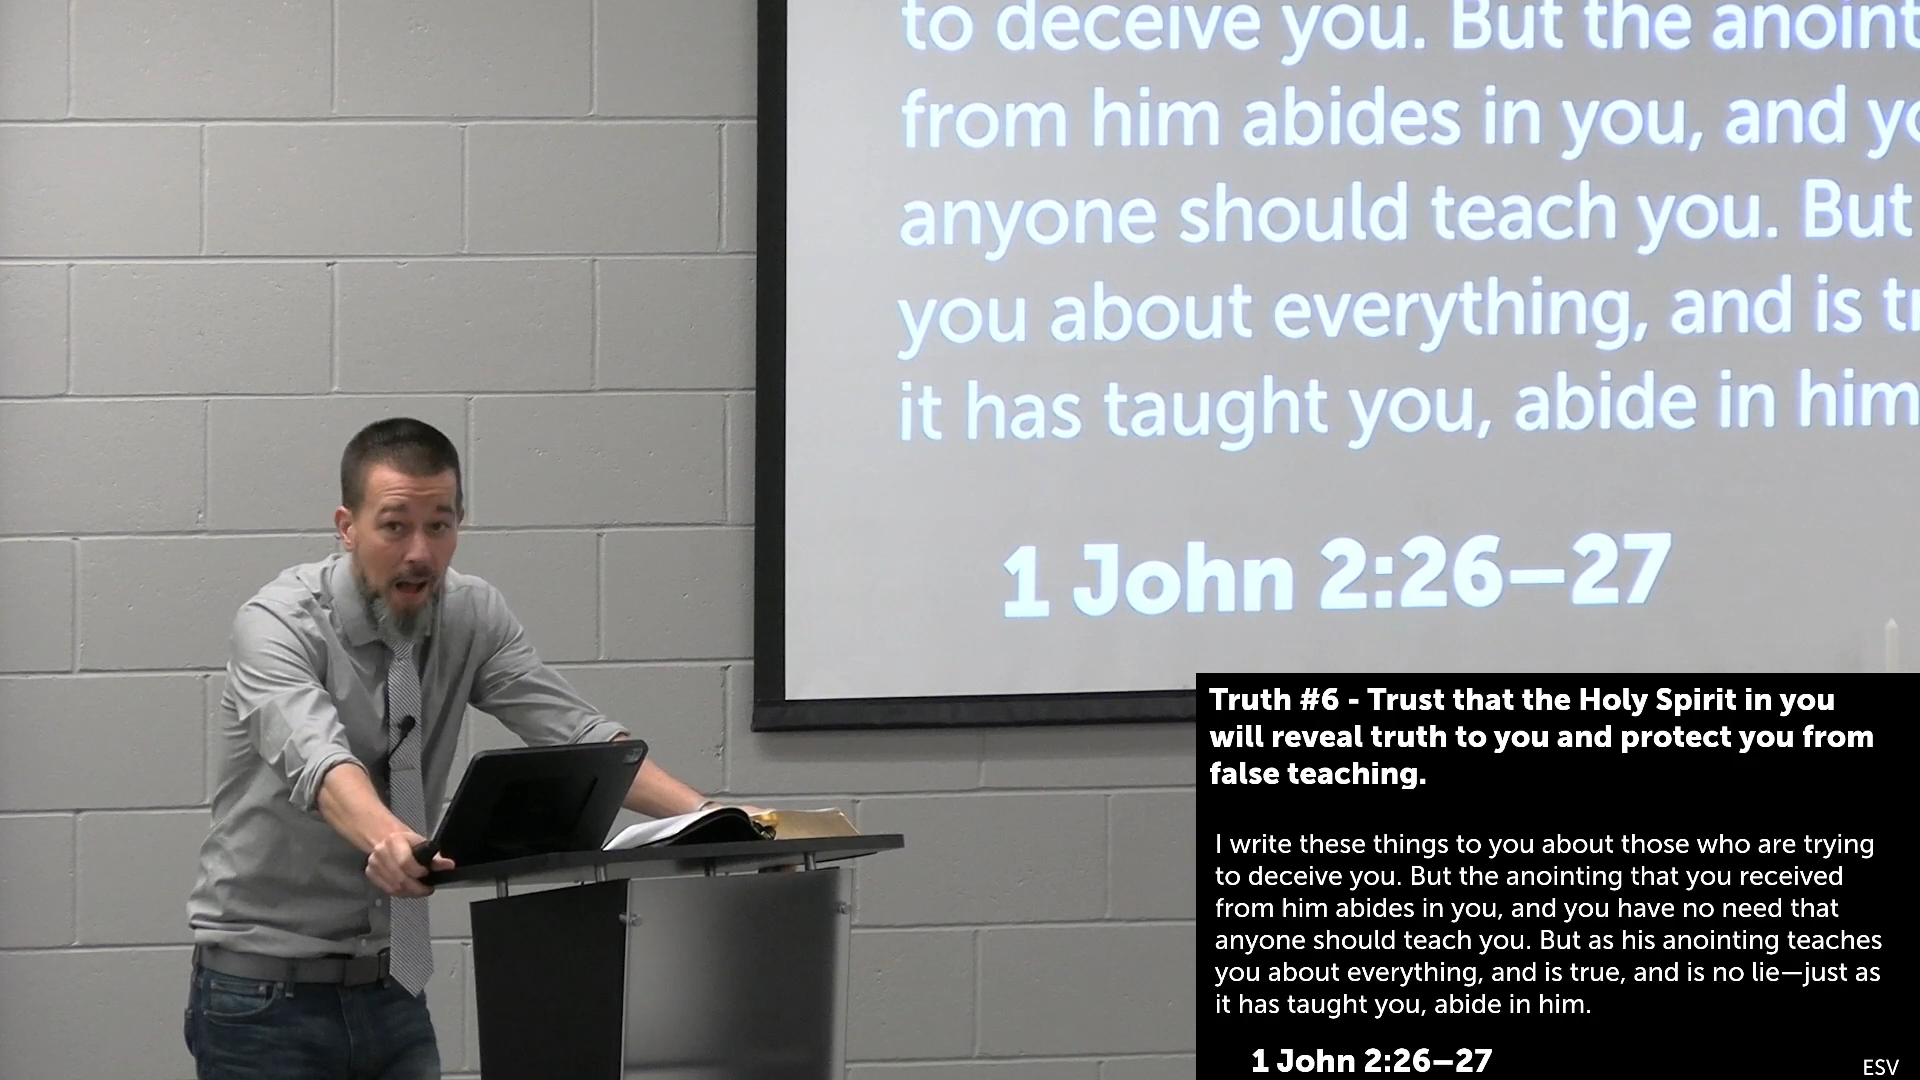 to deceive you. But the
from him abides in you, and
anyone should teach you. But
you about everything, and is
it has taught you, abide in him
1 John 2:26–27
Truth #6 - Trust that the Holy Spirit in you
will reveal truth to you and protect you from
false teaching.
I write these things to you about those who are trying
to deceive you. But the anointing that you received
from him abides in you, and you have no need that
anyone should teach you. But as his anointing teaches
you about everything, and is true, and is no lie—just as
it has taught you, abide in him.
1 John 2:26–27
ESV